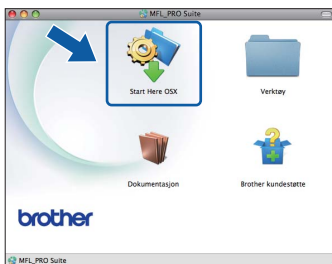 MFL_PRO Suite
Start Here OSX
Verktøy
Dokumentasjon
Brother kundestøtte
brother
MFL_PRO Suite